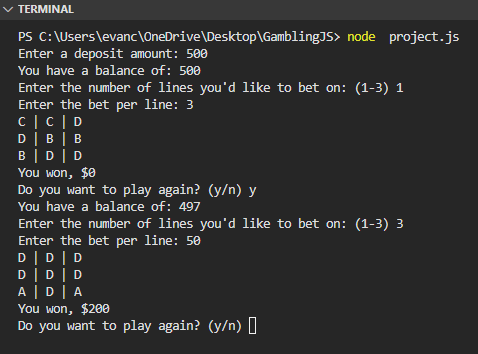 TERMINAL
PS C:\Users\evanc\OneDrive\Desktop\GamblingJS> node  project.js
Enter a deposit amount: 500
You have a balance of: 500
Enter the number of lines you'd like to bet on: (1-3) 1
Enter the bet per line: 3
C | C | D
D | B | B
B | D | D
You won, $0
Do you want to play again? (y/n) y
You have a balance of: 497
Enter the number of lines you'd like to bet on: (1-3) 3
Enter the bet per line: 50
D | D | D
D | D | D
A | D | A
You won, $200
Do you want to play again? (y/n)